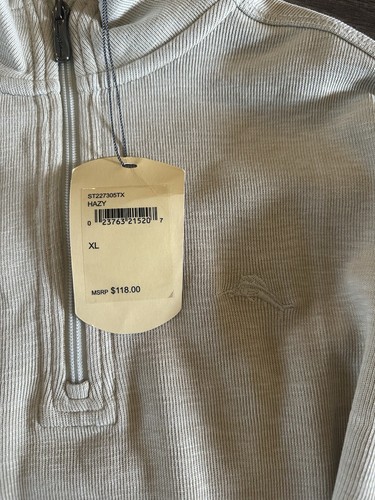 ST227305TX
HAZY
0 23763 21520 7
XL
MSRP $118.00